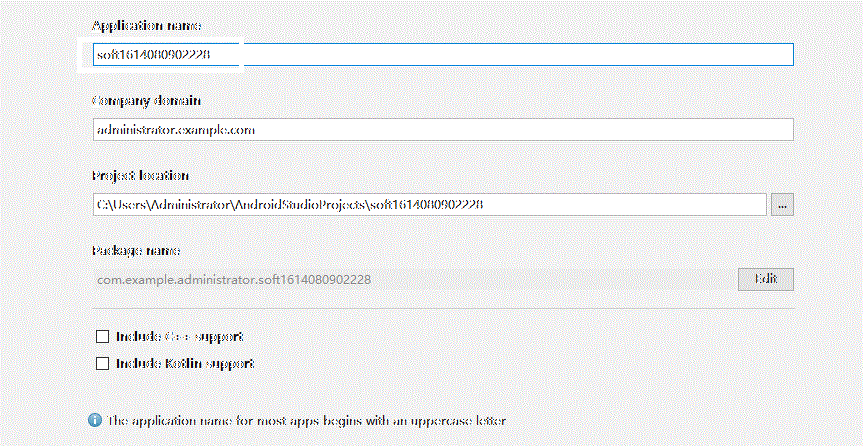 Application name
soft1614080902228
Company domain
administrator.example.com
Project location
C:\Users\Administrator\AndroidStudioProjects\soft1614080902228
...
Package name
com.example.administrator.soft1614080902228
Edit
Include C++ support
Include Kotlin support
The application name for most apps begins with an uppercase letter